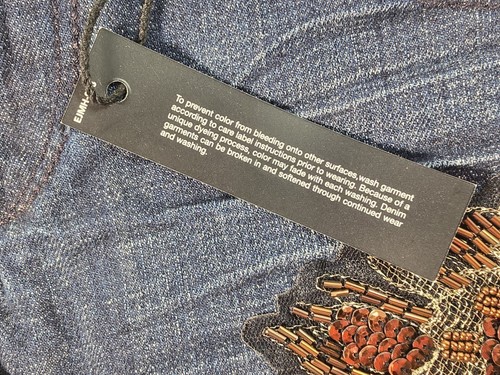 To prevent color from bleeding onto other surfaces,wash garment
according to care label instructions prior to wearing. Because of a
unique dyeing process, color may fade with each washing. Denim
garments can be broken in and softened through continued wear
and washing.